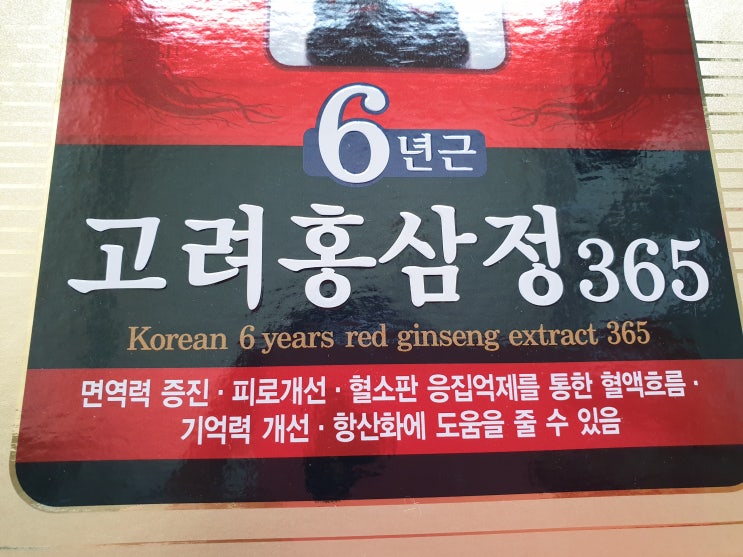 6년근
고려홍삼정365
Korean 6 years red ginseng extract 365
면역력 증진·피로개선·혈소판 응집억제를 통한 혈액흐름·
기억력 개선·항산화에 도움을 줄 수 있음